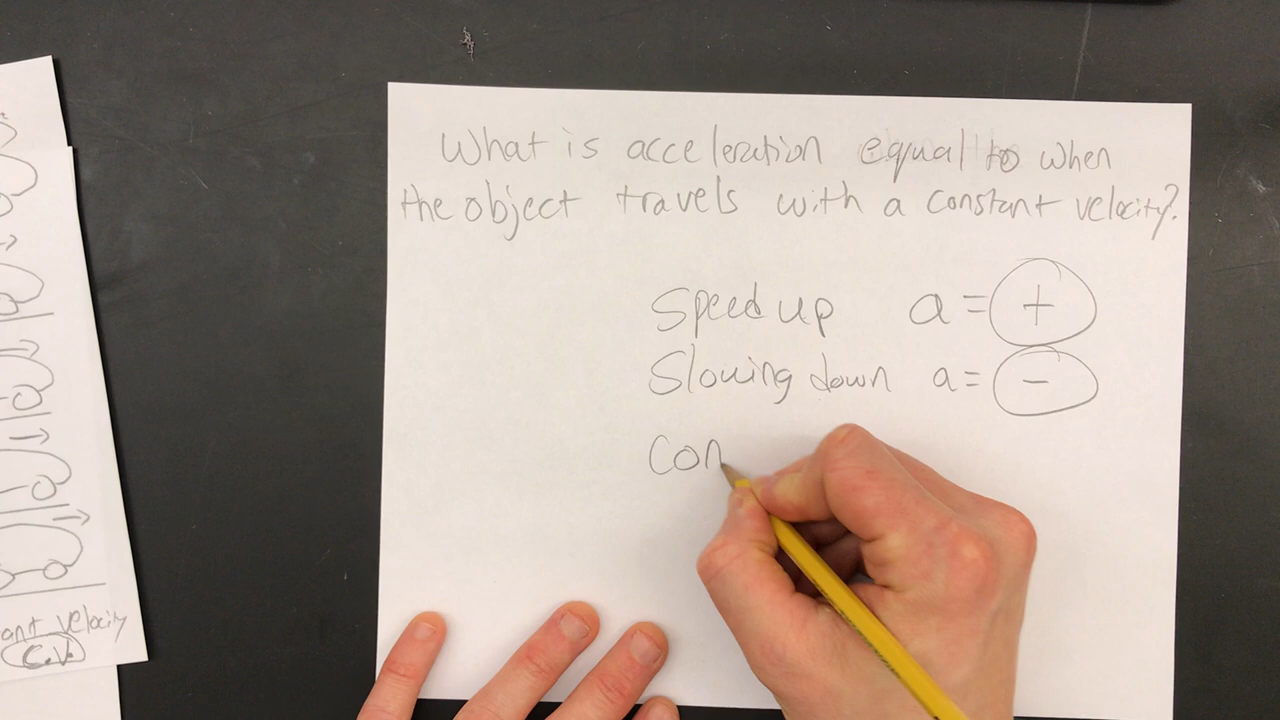 What is acceleration equal to when
the object travels with a constant velocity?
Speed up a = +
Slowing down a = -
Con
ant velocity
C.V.